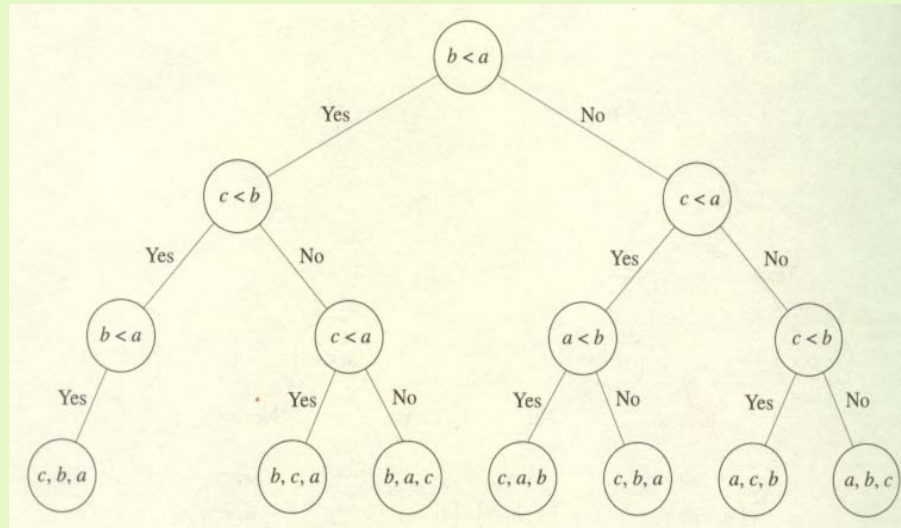 b < a
Yes No
c < b c < a
Yes No Yes No
b < a c < a a < b c < b
Yes Yes No Yes No Yes No
c, b, a b, c, a b, a, c c, a, b c, b, a a, c, b a, b, c